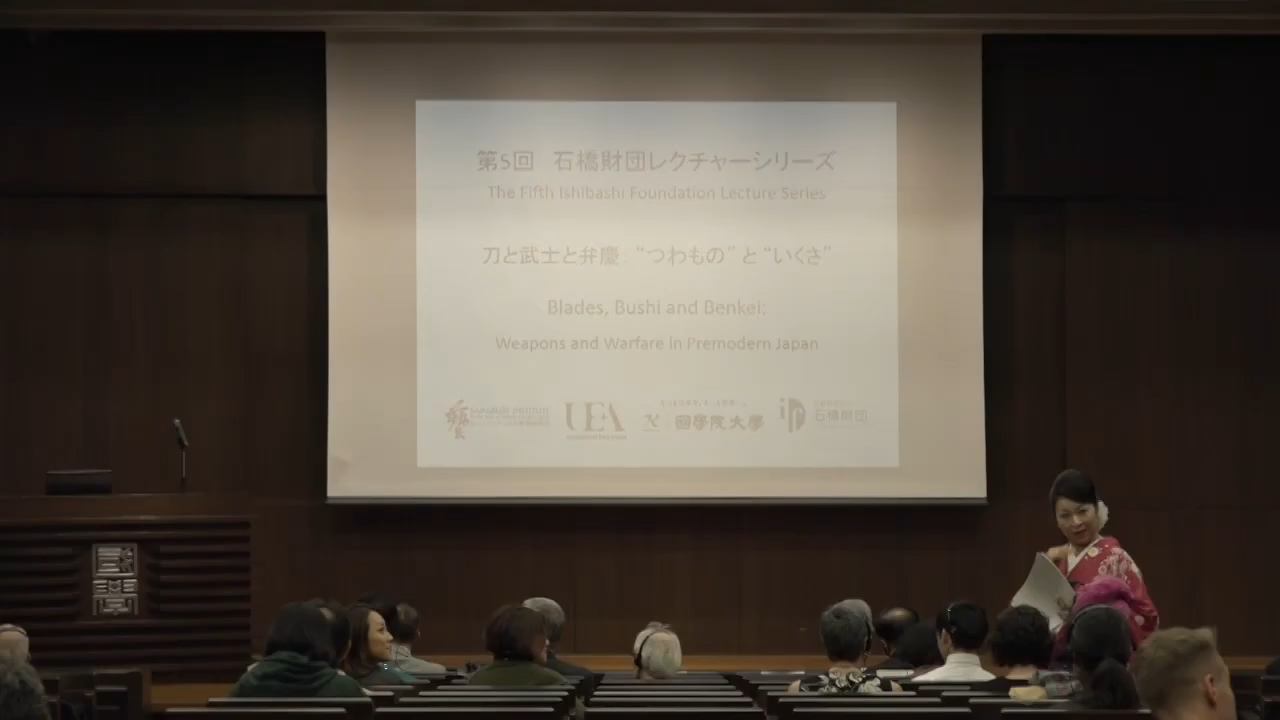 第5回 石橋財団レクチャーシリーズ
The Fifth Ishibashi Foundation Lecture Series
刀と武士と弁慶:“つわもの”と“いくさ”
Blades, Bushi and Benkei:
Weapons and Warfare in Premodern Japan
SAINSBURY INSTITUTE
UEA
國學院大學
石橋財団